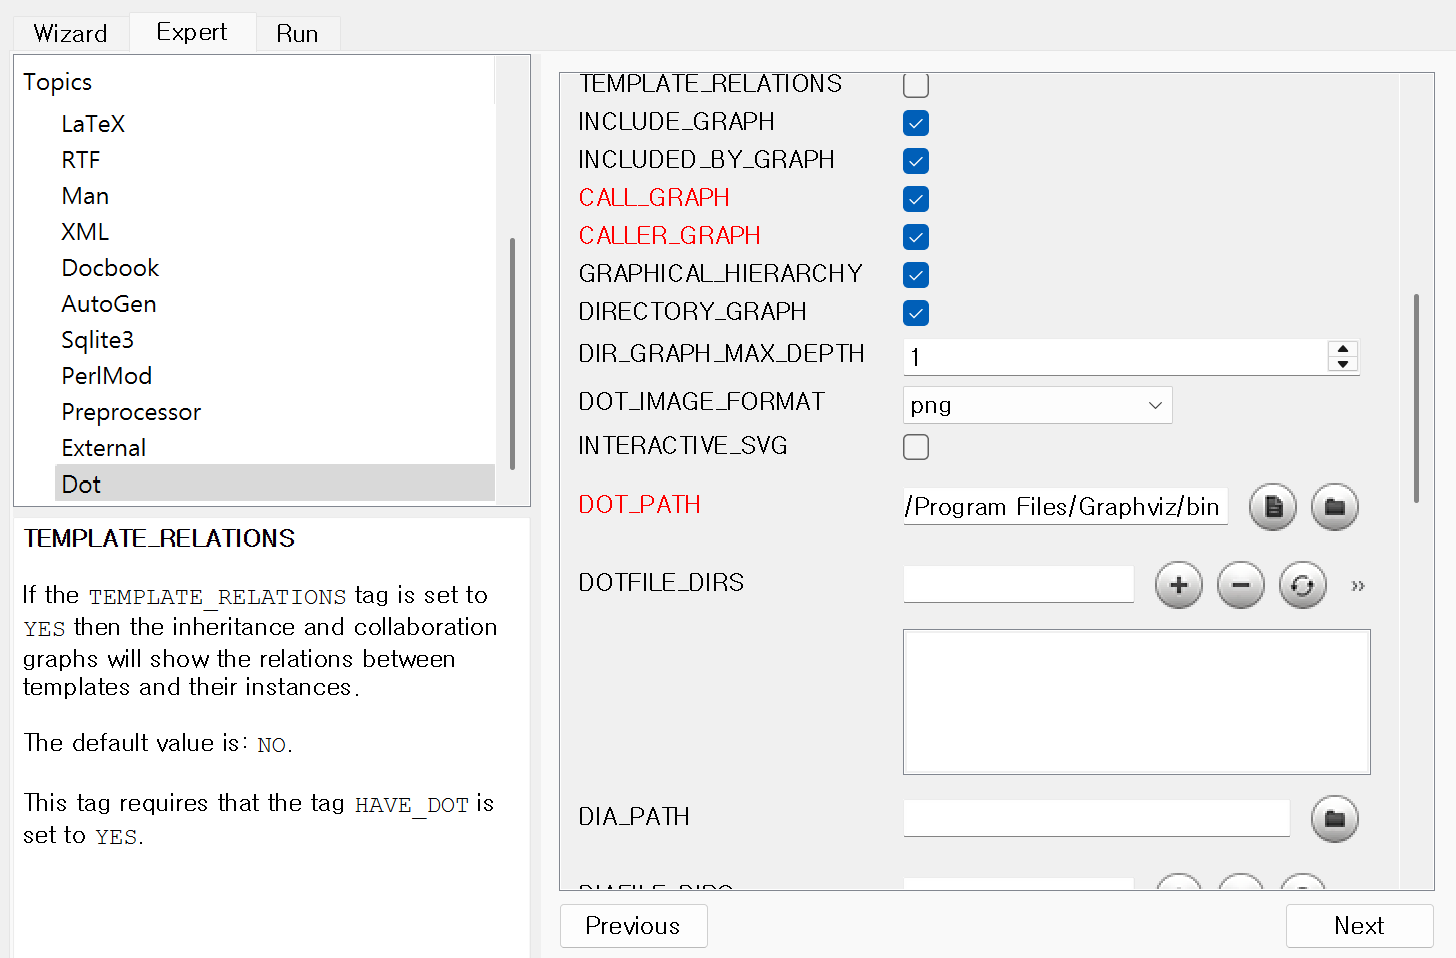 Wizard Expert Run
Topics
LaTeX
RTF
Man
XML
Docbook
AutoGen
Sqlite3
PerlMod
Preprocessor
External
Dot
TEMPLATE_RELATIONS
If the TEMPLATE_RELATIONS tag is set to
YES then the inheritance and collaboration
graphs will show the relations between
templates and their instances.
The default value is: NO.
This tag requires that the tag HAVE_DOT is
set to YES.
TEMPLATE_RELATIONS
INCLUDE_GRAPH
INCLUDED_BY_GRAPH
CALL_GRAPH
CALLER_GRAPH
GRAPHICAL_HIERARCHY
DIRECTORY_GRAPH
DIR_GRAPH_MAX_DEPTH 1
DOT_IMAGE_FORMAT png
INTERACTIVE_SVG
DOT_PATH /Program Files/Graphviz/bin
DOTFILE_DIRS
DIA_PATH
Previous Next